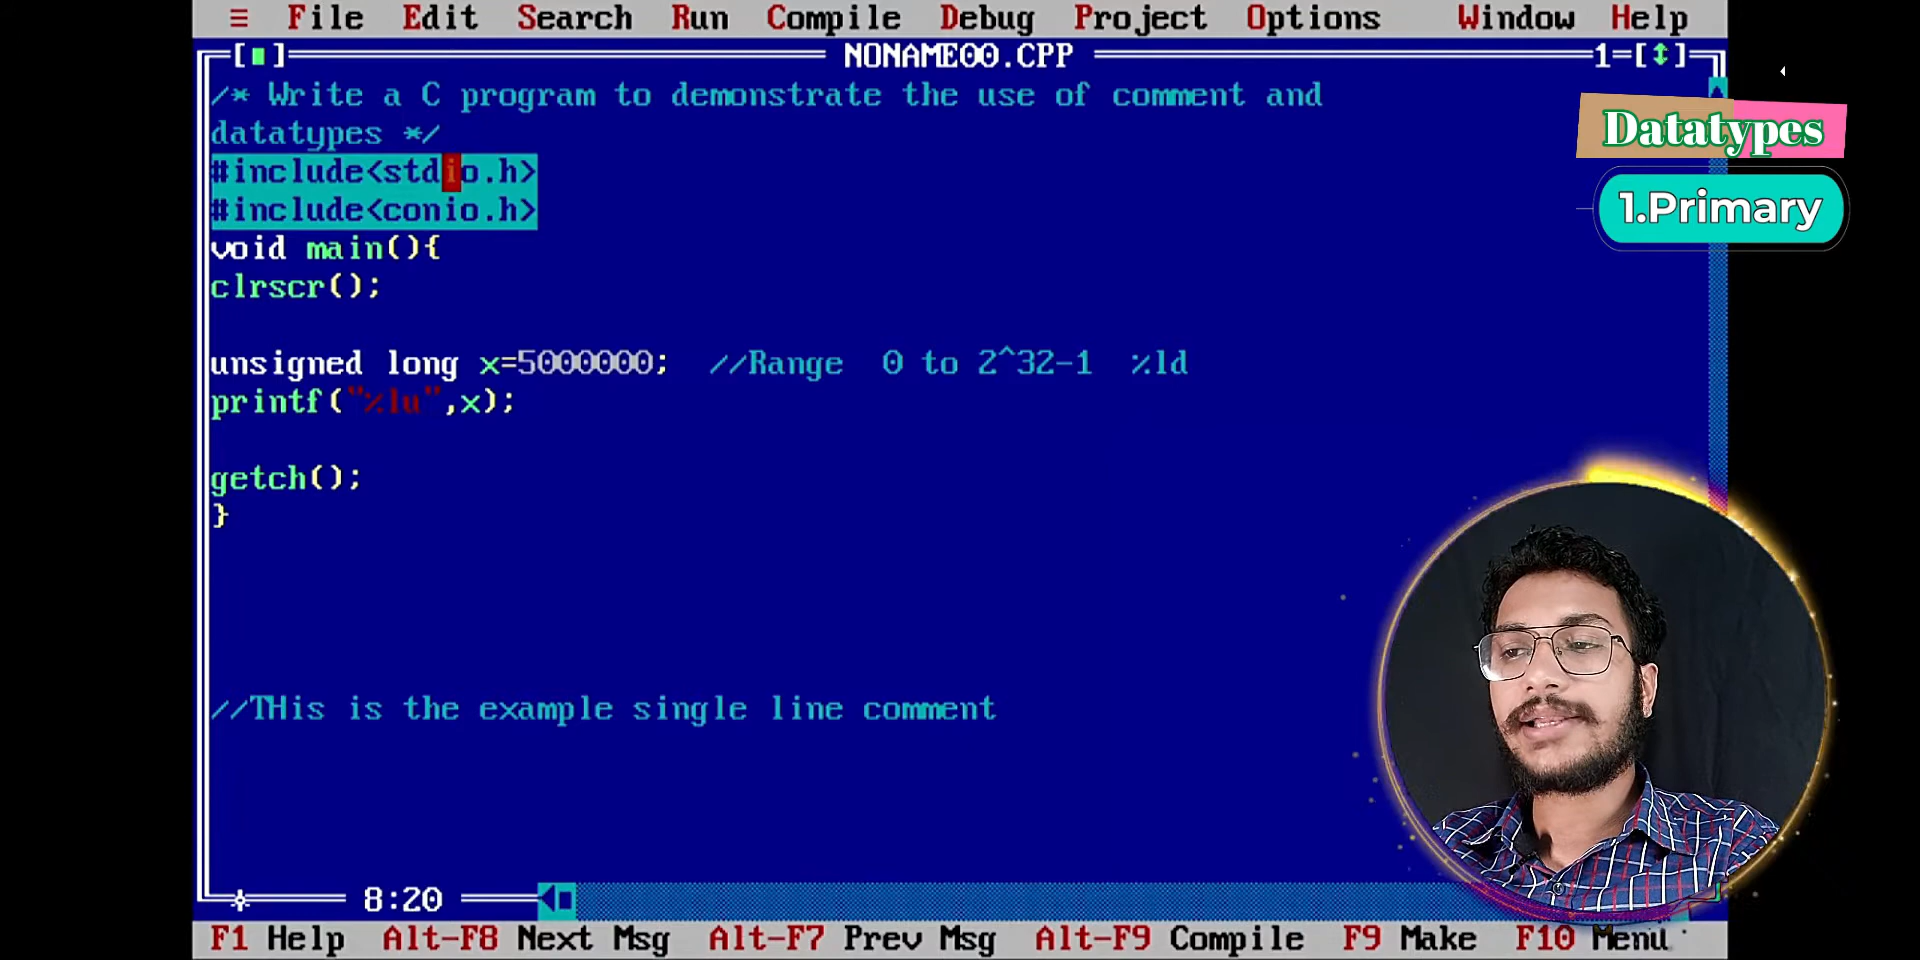 ≡ File Edit Search Run Compile Debug Project Options Window Help
[■] NONAME00.CPP 1=[↕]
/* Write a C program to demonstrate the use of comment and
datatypes */
#include<stdio.h>
#include<conio.h>
void main(){
clrscr();
unsigned long x=5000000; //Range 0 to 2^32-1 %ld
printf("%lu",x);
getch();
}
//THis is the example single line comment
8:20
F1 Help Alt-F8 Next Msg Alt-F7 Prev Msg Alt-F9 Compile F9 Make F10 Menu
Datatypes
1.Primary